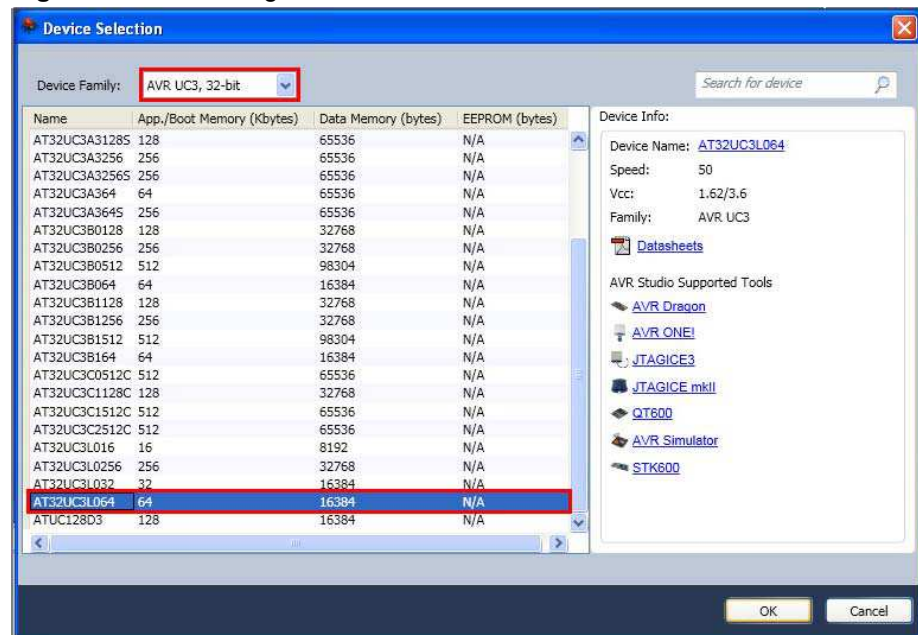 Device Selection
Device Family: AVR UC3, 32-bit Search for device
Name App./Boot Memory (Kbytes) Data Memory (bytes) EEPROM (bytes)
AT32UC3A3128S 128 65536 N/A
AT32UC3A3256 256 65536 N/A
AT32UC3A3256S 256 65536 N/A
AT32UC3A364 64 65536 N/A
AT32UC3A364S 256 65536 N/A
AT32UC3B0128 128 32768 N/A
AT32UC3B0256 256 32768 N/A
AT32UC3B0512 512 98304 N/A
AT32UC3B064 64 16384 N/A
AT32UC3B1128 128 32768 N/A
AT32UC3B1256 256 32768 N/A
AT32UC3B1512 512 98304 N/A
AT32UC3B164 64 16384 N/A
AT32UC3C0512C 512 65536 N/A
AT32UC3C1128C 128 32768 N/A
AT32UC3C1512C 512 65536 N/A
AT32UC3C2512C 512 65536 N/A
AT32UC3L016 16 8192 N/A
AT32UC3L0256 256 32768 N/A
AT32UC3L032 32 16384 N/A
AT32UC3L064 64 16384 N/A
ATUC128D3 128 16384 N/A
Device Info:
Device Name: AT32UC3L064
Speed: 50
Vcc: 1.62/3.6
Family: AVR UC3
Datasheets
AVR Studio Supported Tools
AVR Dragon
AVR ONE!
JTAGICE3
JTAGICE mkII
QT600
AVR Simulator
STK600
OK Cancel